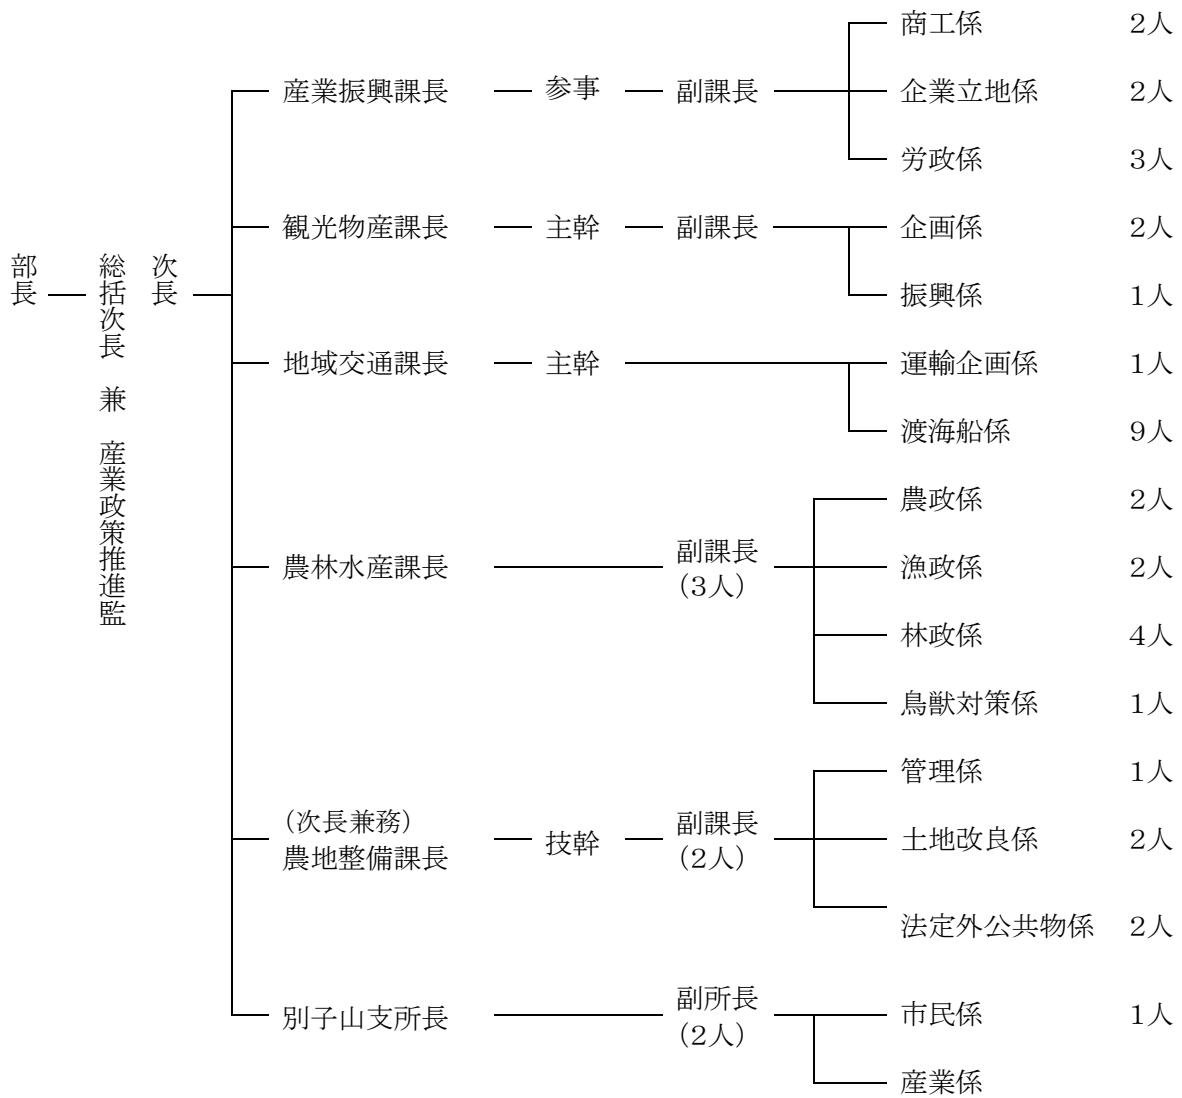 部長
総括次長　兼　産業政策推進監
次長
産業振興課長　参事　副課長
商工係　2人
企業立地係　2人
労政係　3人
観光物産課長　主幹　副課長
企画係　2人
振興係　1人
地域交通課長　主幹
運輸企画係　1人
渡海船係　9人
農林水産課長　副課長
(3人)
農政係　2人
漁政係　2人
林政係　4人
鳥獣対策係　1人
(次長兼務)
農地整備課長　技幹　副課長
(2人)
管理係　1人
土地改良係　2人
法定外公共物係　2人
別子山支所長　副所長
(2人)
市民係　1人
産業係